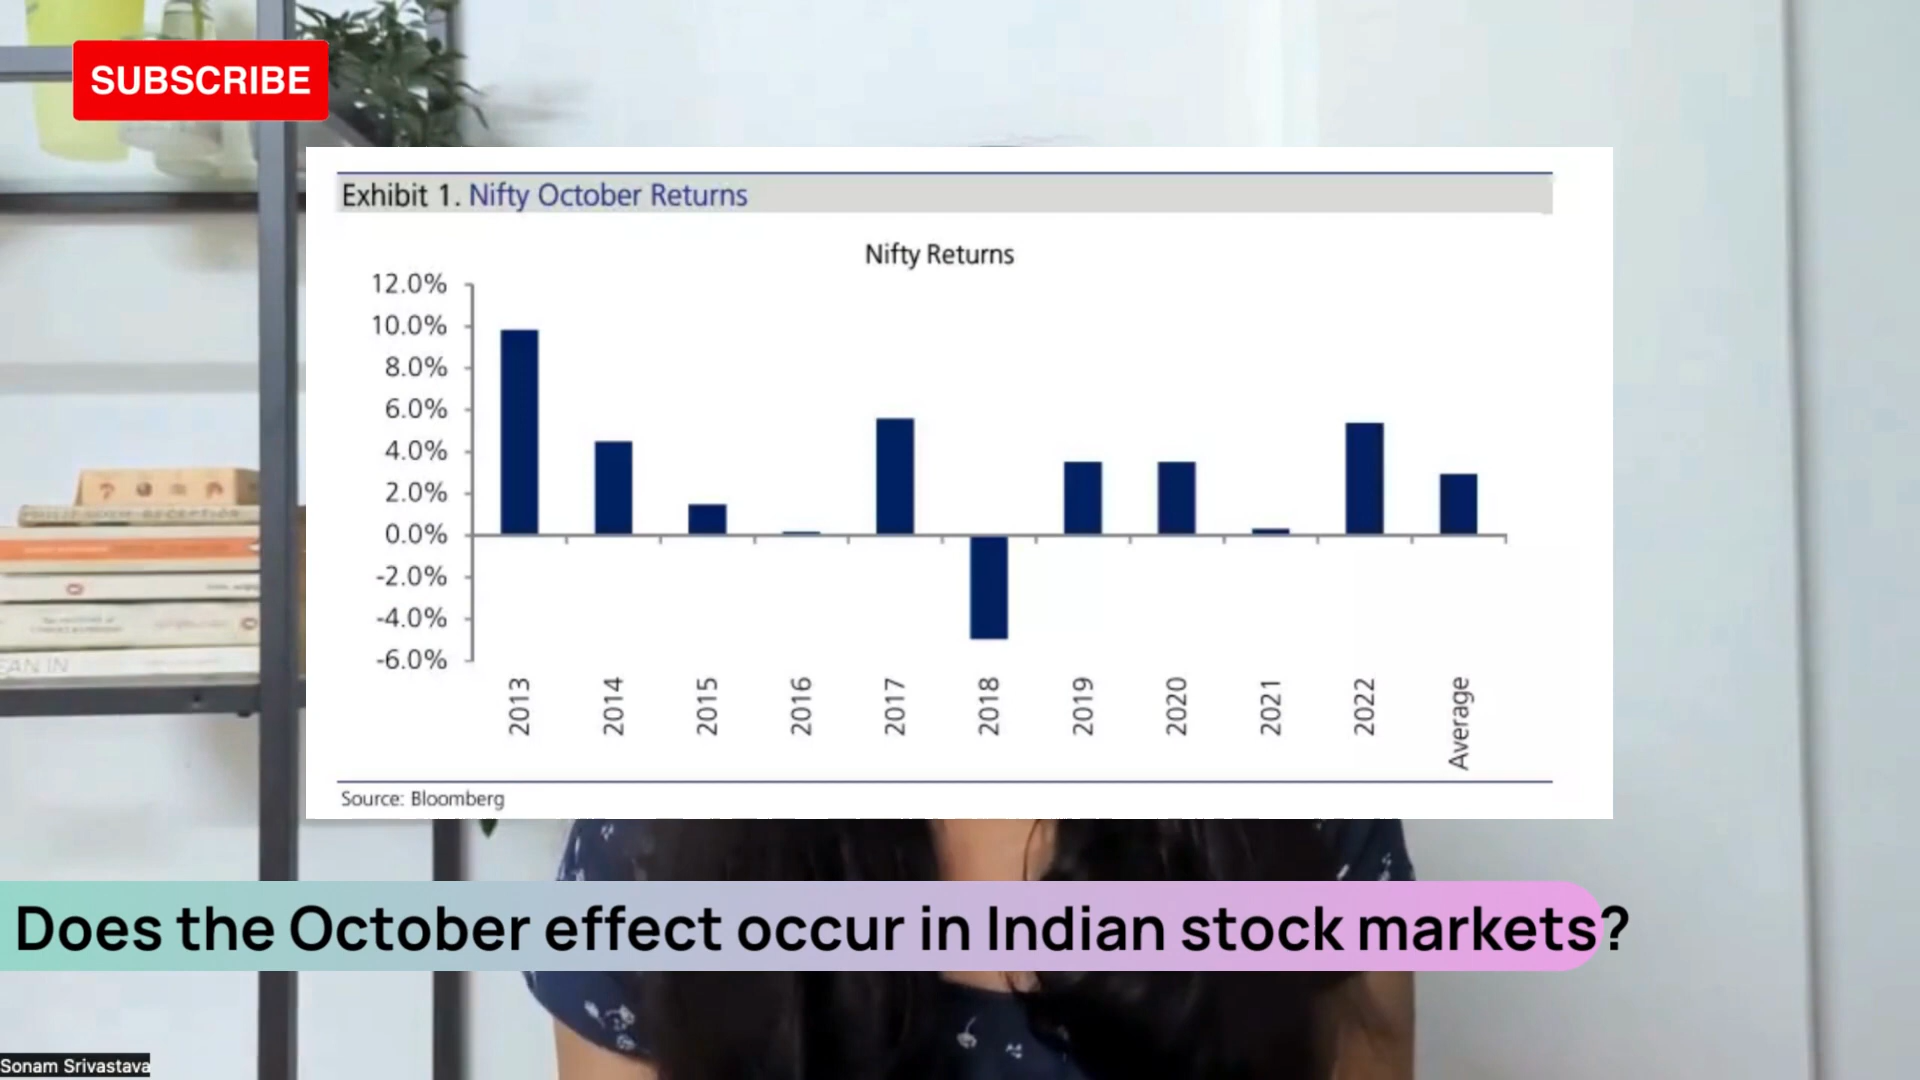 SUBSCRIBE
Exhibit 1. Nifty October Returns
Nifty Returns
12.0%
10.0%
8.0%
6.0%
4.0%
2.0%
0.0%
-2.0%
-4.0%
-6.0%
2013
2014
2015
2016
2017
2018
2019
2020
2021
2022
Average
Source: Bloomberg
EAN IN
Does the October effect occur in Indian stock markets?
Sonam Srivastava